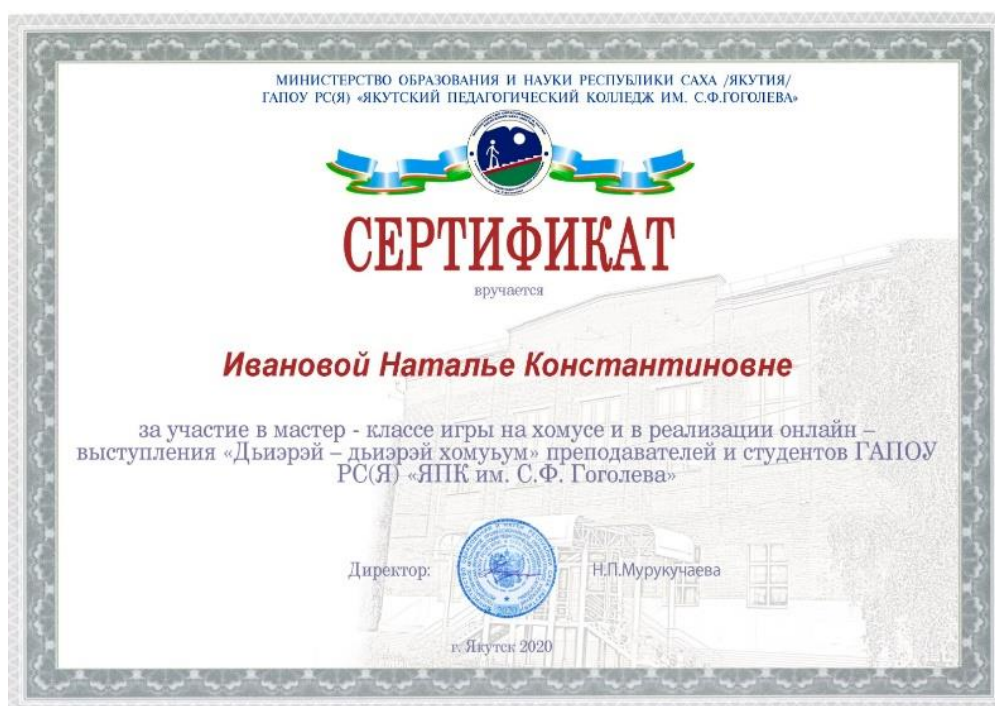 МИНИСТЕРСТВО ОБРАЗОВАНИЯ И НАУКИ РЕСПУБЛИКИ САХА /ЯКУТИЯ/
ГАПОУ РС(Я) «ЯКУТСКИЙ ПЕДАГОГИЧЕСКИЙ КОЛЛЕДЖ ИМ. С.Ф.ГОГОЛЕВА»
СЕРТИФИКАТ
вручается
Ивановой Наталье Константиновне
за участие в мастер - классе игры на хомусе и в реализации онлайн –
выступления «Дьиэрэй – дьиэрэй хомуьум» преподавателей и студентов ГАПОУ
РС(Я) «ЯПК им. С.Ф. Гоголева»
Директор: Н.П.Мурукучаева
г. Якутск 2020